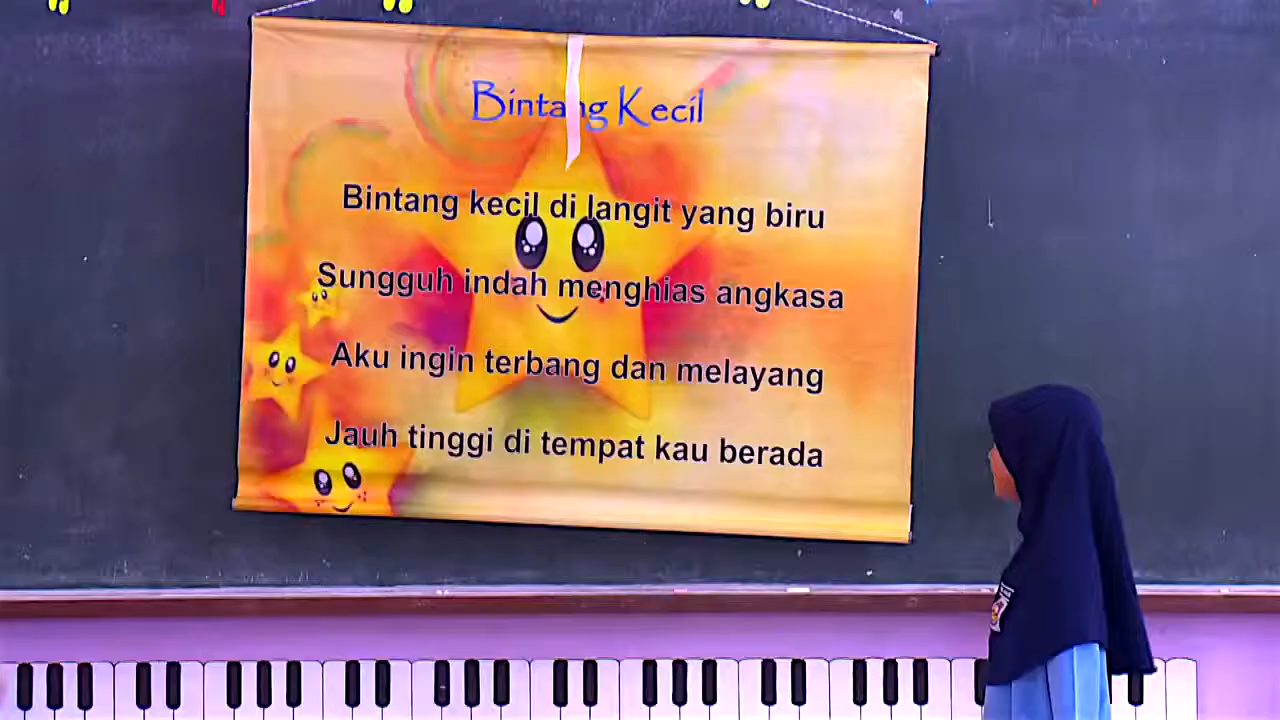 Bintang Kecil
Bintang kecil di langit yang biru
Sungguh indah menghias angkasa
Aku ingin terbang dan melayang
Jauh tinggi di tempat kau berada